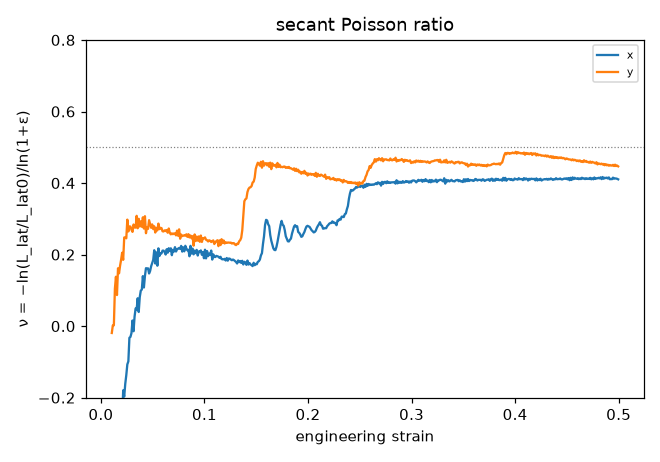 secant Poisson ratio
ν = −ln(L_lat/L_lat0)/ln(1+ε)
0.8
0.6
0.4
0.2
0.0
−0.2
x
y
0.0 0.1 0.2 0.3 0.4 0.5
engineering strain